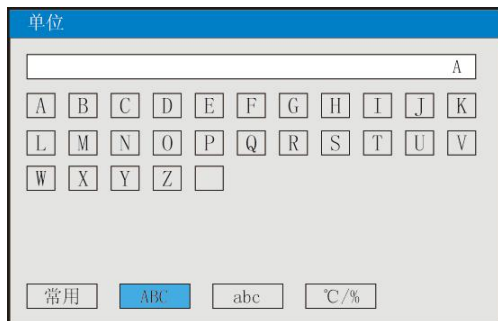 单位
A
A B C D E F G H I J K
L M N O P Q R S T U V
W X Y Z
常用 ABC abc ℃/%